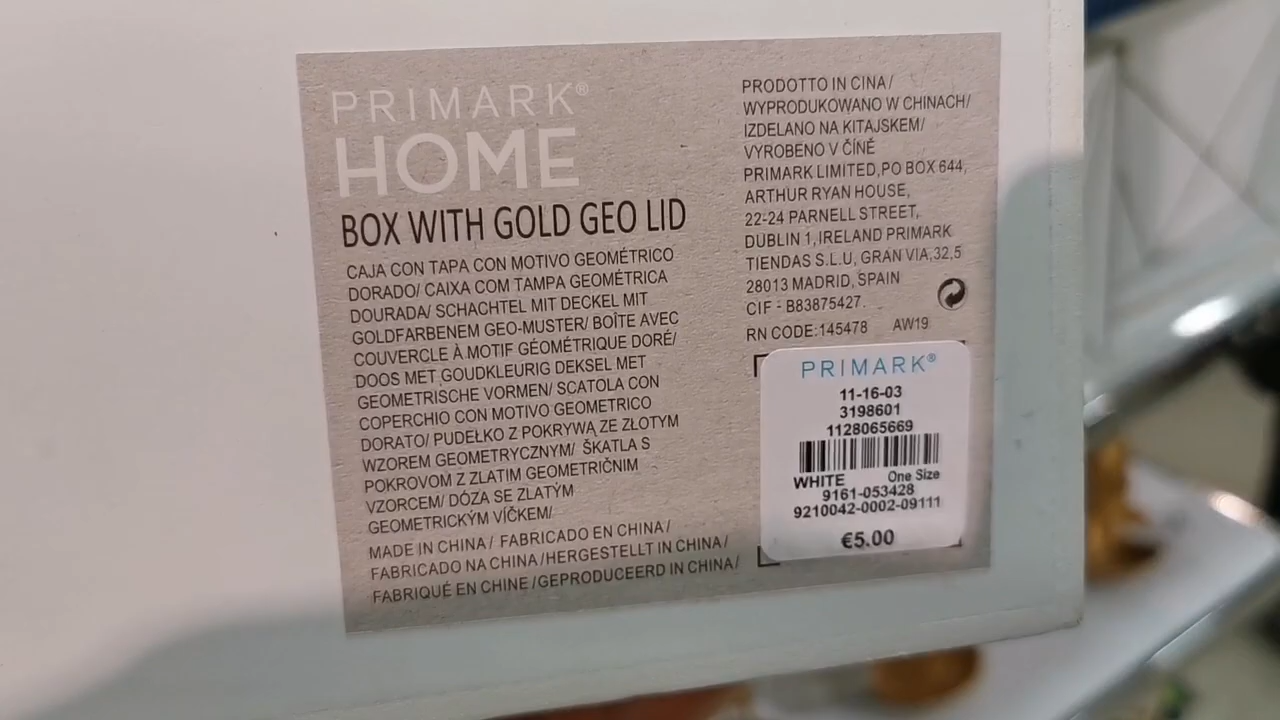 PRIMARK®
HOME
BOX WITH GOLD GEO LID
CAJA CON TAPA CON MOTIVO GEOMÉTRICO
DORADO/ CAIXA COM TAMPA GEOMÉTRICA
DOURADA/ SCHACHTEL MIT DECKEL MIT
GOLDFARBENEM GEO-MUSTER/ BOÎTE AVEC
COUVERCLE À MOTIF GÉOMÉTRIQUE DORÉ/
DOOS MET GOUDKLEURIG DEKSEL MET
GEOMETRISCHE VORMEN/ SCATOLA CON
COPERCHIO CON MOTIVO GEOMETRICO
DORATO/ PUDEŁKO Z POKRYWĄ ZE ZŁOTYM
WZOREM GEOMETRYCZNYM/ ŠKATLA S
POKROVOM Z ZLATIM GEOMETRIČNIM
VZORCEM/ DÓZA SE ZLATÝM
GEOMETRICKÝM VÍČKEM/
MADE IN CHINA / FABRICADO EN CHINA /
FABRICADO NA CHINA /HERGESTELLT IN CHINA /
FABRIQUÉ EN CHINE /GEPRODUCEERD IN CHINA/
PRODOTTO IN CINA /
WYPRODUKOWANO W CHINACH/
IZDELANO NA KITAJSKEM/
VYROBENO V ČÍNĚ
PRIMARK LIMITED,PO BOX 644,
ARTHUR RYAN HOUSE,
22-24 PARNELL STREET,
DUBLIN 1, IRELAND PRIMARK
TIENDAS S.L.U, GRAN VIA,32,5
28013 MADRID, SPAIN
CIF - B83875427.
RN CODE:145478 AW19
PRIMARK®
11-16-03
3198601
1128065669
WHITE One Size
9161-053428
9210042-0002-09111
€5.00